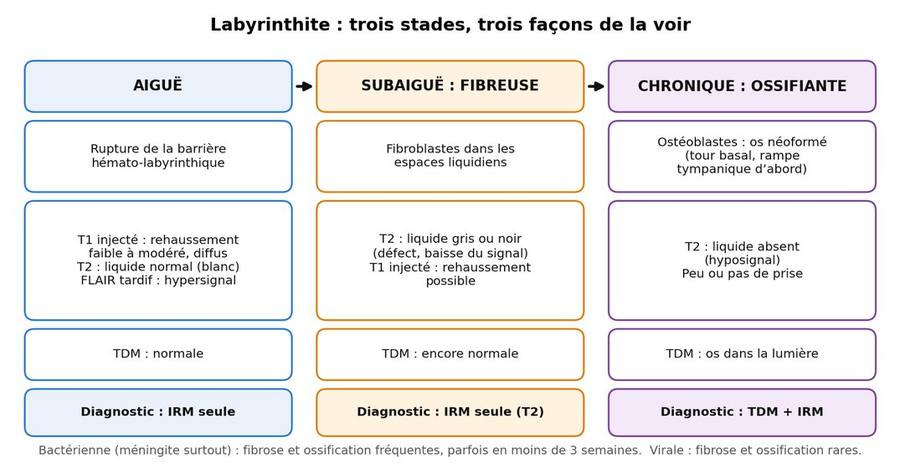 Labyrinthite : trois stades, trois façons de la voir
AIGUË
SUBAIGUË : FIBREUSE
CHRONIQUE : OSSIFIANTE
Rupture de la barrière
hémato-labyrinthique
Fibroblastes dans les
espaces liquidiens
Ostéoblastes : os néoformé
(tour basal, rampe
tympanique d’abord)
T1 injecté : rehaussement
faible à modéré, diffus
T2 : liquide normal (blanc)
FLAIR tardif : hypersignal
T2 : liquide gris ou noir
(défect, baisse du signal)
T1 injecté : rehaussement
possible
T2 : liquide absent
(hyposignal)
Peu ou pas de prise
TDM : normale
TDM : encore normale
TDM : os dans la lumière
Diagnostic : IRM seule
Diagnostic : IRM seule (T2)
Diagnostic : TDM + IRM
Bactérienne (méningite surtout) : fibrose et ossification fréquentes, parfois en moins de 3 semaines.  Virale : fibrose et ossification rares.